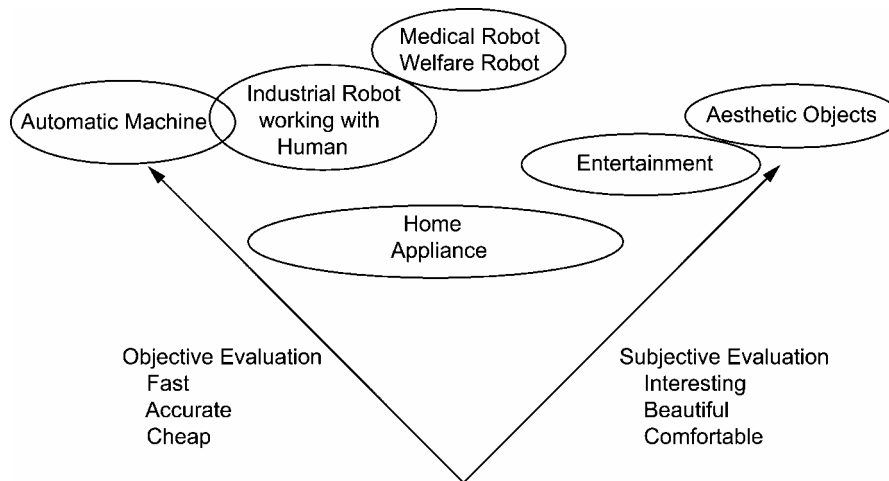 Medical Robot
Welfare Robot
Industrial Robot
working with
Human
Automatic Machine
Aesthetic Objects
Entertainment
Home
Appliance
Objective Evaluation
Fast
Accurate
Cheap
Subjective Evaluation
Interesting
Beautiful
Comfortable